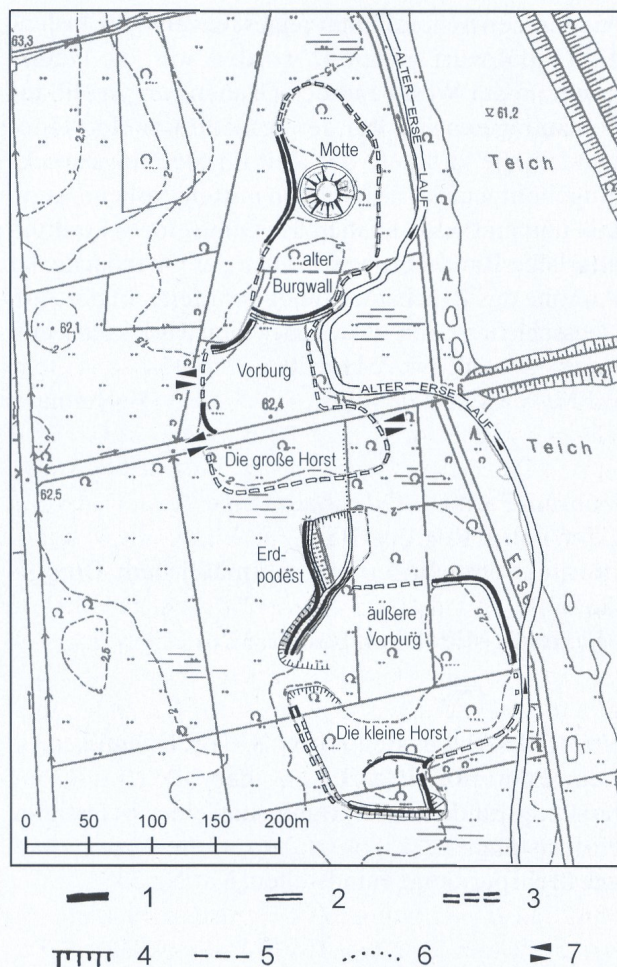 63,3
ALTER ERSE LAUF
z 61,2
Teich
Motte
alter
Burgwall
62,1
Vorburg
ALTER ERSE LAUF
62,4
Teich
Die große Horst
62,5
Erd-
podest
Erse
äußere
Vorburg
Die kleine Horst
0 50 100 150 200m
1 2 3
4 5 6 7